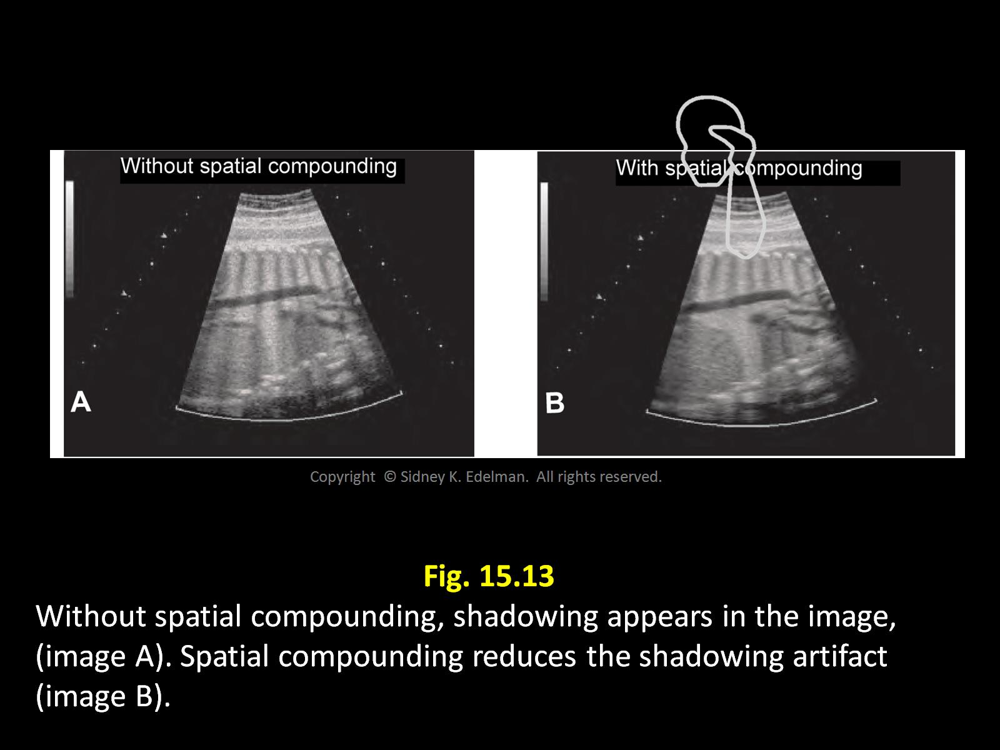 Without spatial compounding
With spatial compounding
A
B
Copyright © Sidney K. Edelman. All rights reserved.
Fig. 15.13
Without spatial compounding, shadowing appears in the image,
(image A). Spatial compounding reduces the shadowing artifact
(image B).